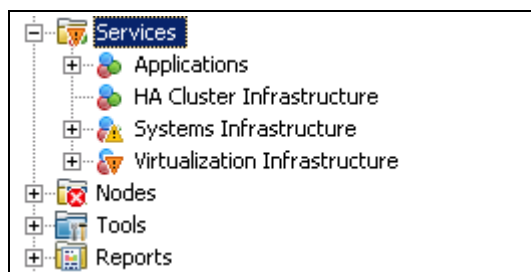 Services
Applications
HA Cluster Infrastructure
Systems Infrastructure
Virtualization Infrastructure
Nodes
Tools
Reports